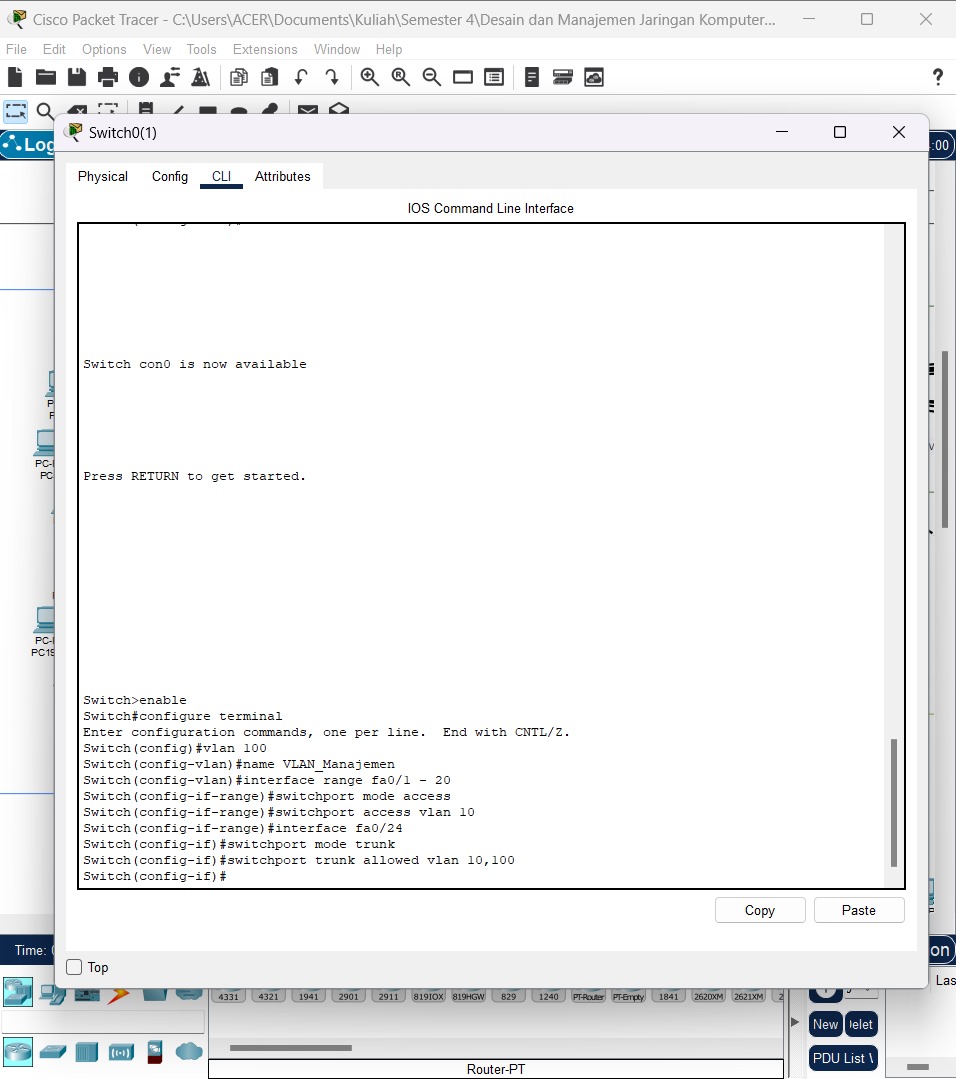 Cisco Packet Tracer - C:\Users\ACER\Documents\Kuliah\Semester 4\Desain dan Manajemen Jaringan Komputer...
File Edit Options View Tools Extensions Window Help
?
Log
:00
Switch0(1)
Physical Config CLI Attributes
IOS Command Line Interface
Switch con0 is now available
Press RETURN to get started.
Switch>enable
Switch#configure terminal
Enter configuration commands, one per line. End with CNTL/Z.
Switch(config)#vlan 100
Switch(config-vlan)#name VLAN_Manajemen
Switch(config-vlan)#interface range fa0/1 - 20
Switch(config-if-range)#switchport mode access
Switch(config-if-range)#switchport access vlan 10
Switch(config-if-range)#interface fa0/24
Switch(config-if)#switchport mode trunk
Switch(config-if)#switchport trunk allowed vlan 10,100
Switch(config-if)#
Copy Paste
Top
Time:
on
Las
4331 4321 1941 2901 2911 819IOX 819HGW 829 1240 PT-Router PT-Empty 1841 2620XM 2621XM 2
New elet
PDU List
Router-PT